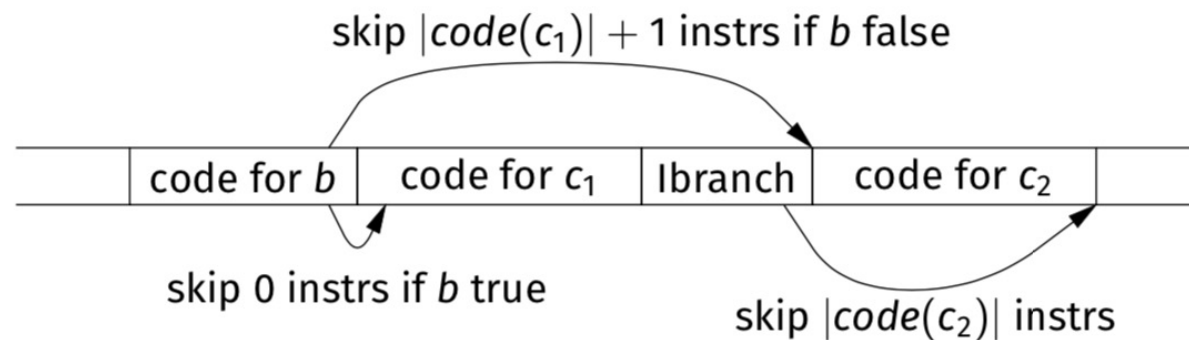 skip |code(c₁)| + 1 instrs if b false
code for b code for c₁ Ibranch code for c₂
skip 0 instrs if b true
skip |code(c₂)| instrs